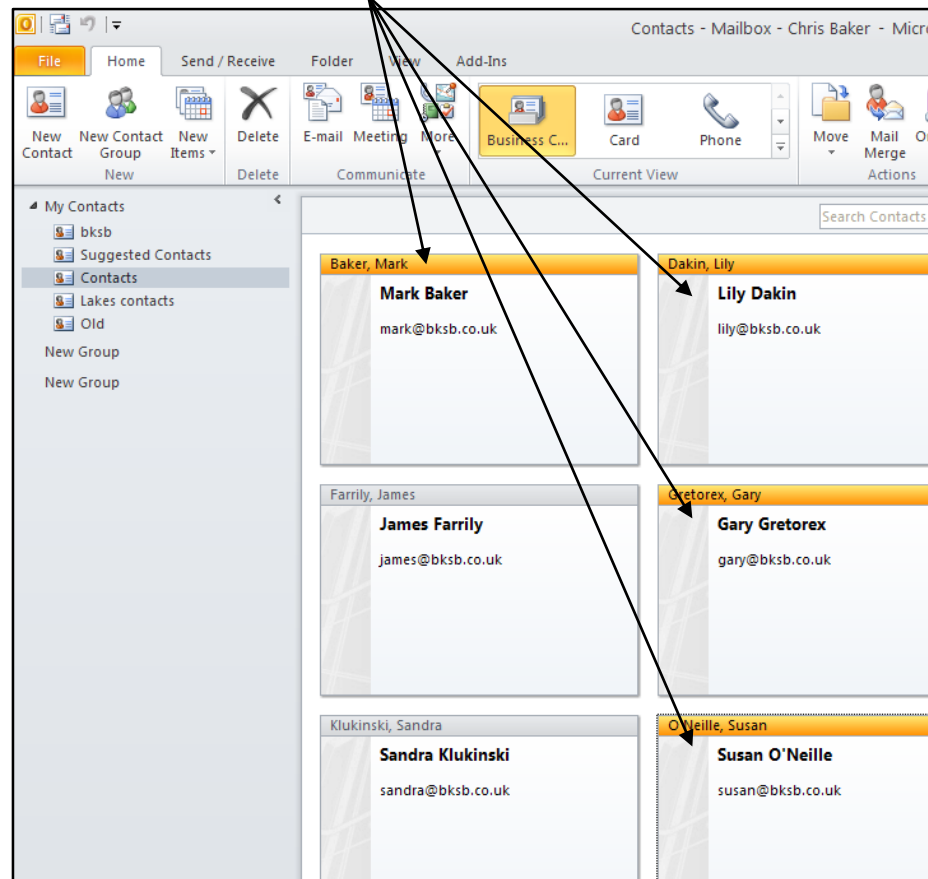 Contacts - Mailbox - Chris Baker - Micr
File Home Send / Receive Folder View Add-Ins
New Contact
New Contact Group
New Items
Delete
E-mail Meeting More
Business C... Card Phone
Move
Mail Merge
New Delete Communicate Current View Actions
My Contacts
bksb
Suggested Contacts
Contacts
Lakes contacts
Old
New Group
New Group
Search Contacts
Baker, Mark
Mark Baker
mark@bksb.co.uk
Dakin, Lily
Lily Dakin
lily@bksb.co.uk
Farrily, James
James Farrily
james@bksb.co.uk
Gretorex, Gary
Gary Gretorex
gary@bksb.co.uk
Klukinski, Sandra
Sandra Klukinski
sandra@bksb.co.uk
O'Neille, Susan
Susan O'Neille
susan@bksb.co.uk